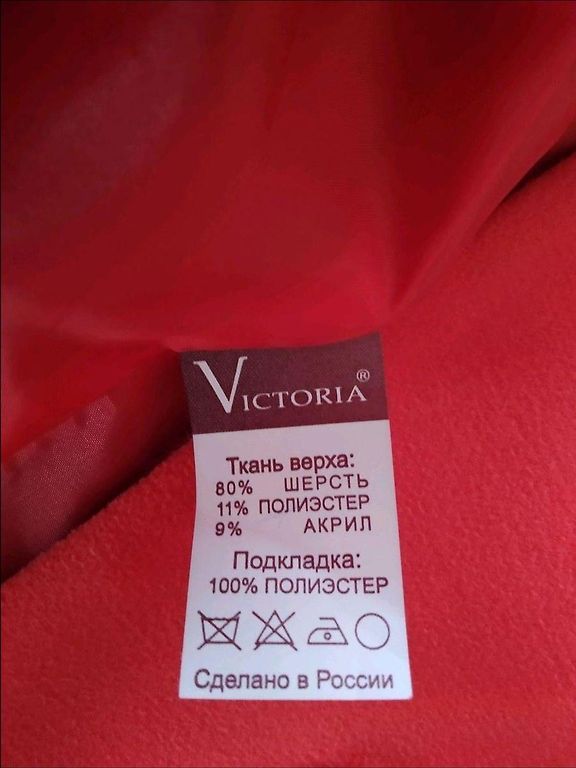 VICTORIA®
Ткань верха:
80% ШЕРСТЬ
11% ПОЛИЭСТЕР
9% АКРИЛ
Подкладка:
100% ПОЛИЭСТЕР
Сделано в России